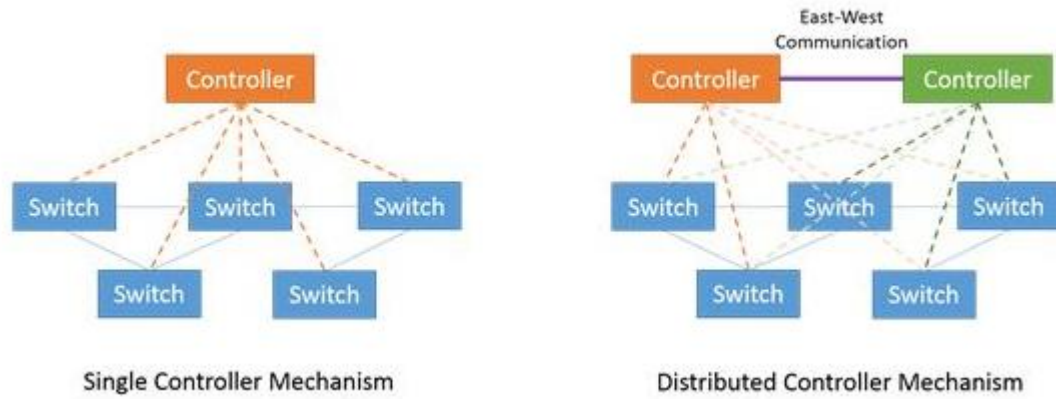 East-West
Communication
Controller
Controller
Controller
Switch
Switch
Switch
Switch
Switch
Switch
Switch
Switch
Switch
Switch
Single Controller Mechanism
Distributed Controller Mechanism